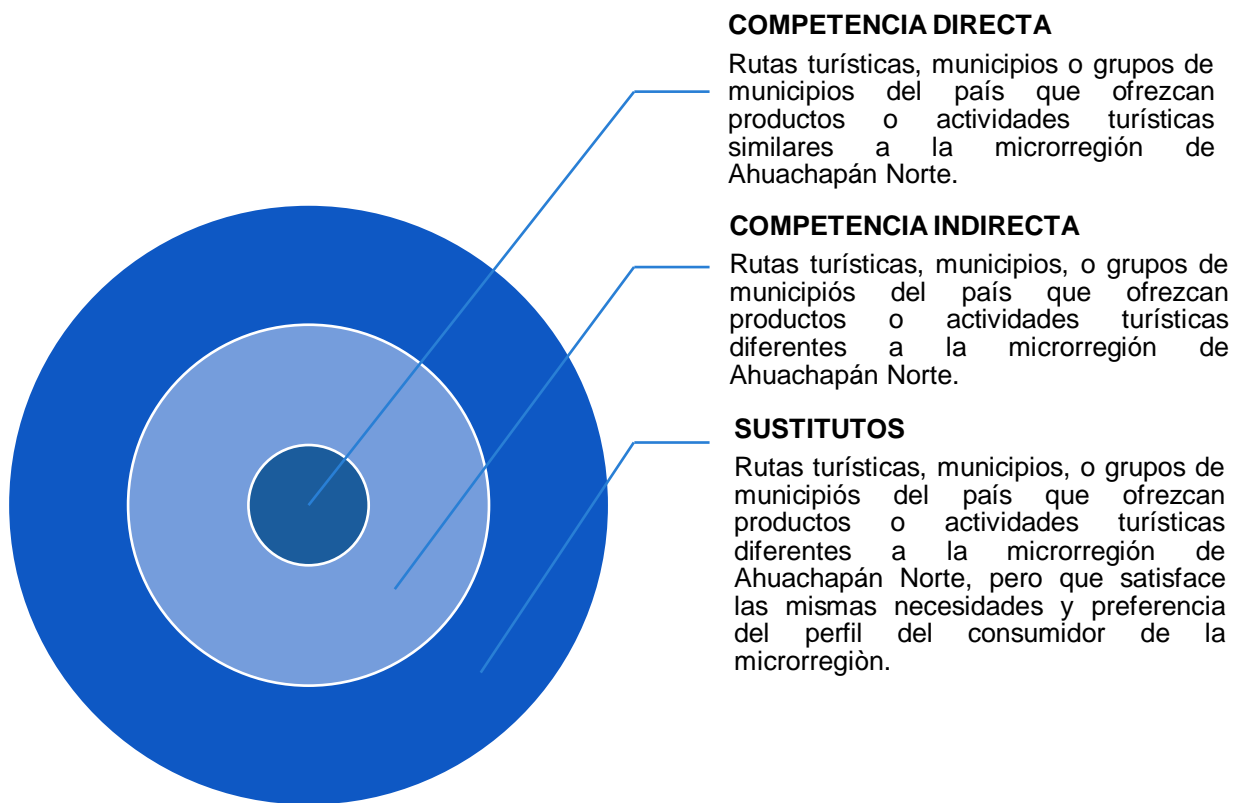 COMPETENCIA DIRECTA
Rutas turísticas, municipios o grupos de
municipios del país que ofrezcan
productos o actividades turísticas
similares a la microrregión de
Ahuachapán Norte.
COMPETENCIA INDIRECTA
Rutas turísticas, municipios, o grupos de
municipiós del país que ofrezcan
productos o actividades turísticas
diferentes a la microrregión de
Ahuachapán Norte.
SUSTITUTOS
Rutas turísticas, municipios, o grupos de
municipiós del país que ofrezcan
productos o actividades turísticas
diferentes a la microrregión de
Ahuachapán Norte, pero que satisface
las mismas necesidades y preferencia
del perfil del consumidor de la
microrregiòn.